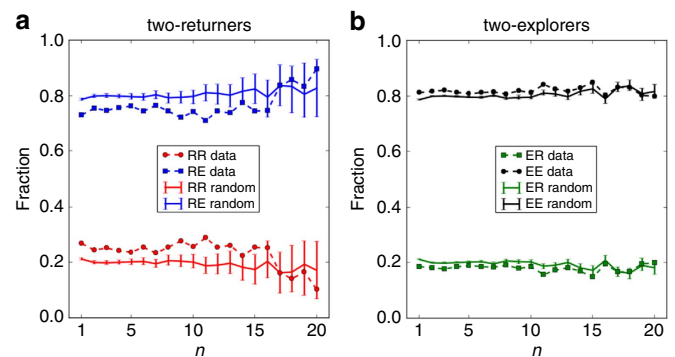 a
two-returners
Fraction
1.0
0.8
0.6
0.4
0.2
0.0
RR data
RE data
RR random
RE random
1
5
10
15
20
n
b
two-explorers
Fraction
1.0
0.8
0.6
0.4
0.2
0.0
ER data
EE data
ER random
EE random
1
5
10
15
20
n